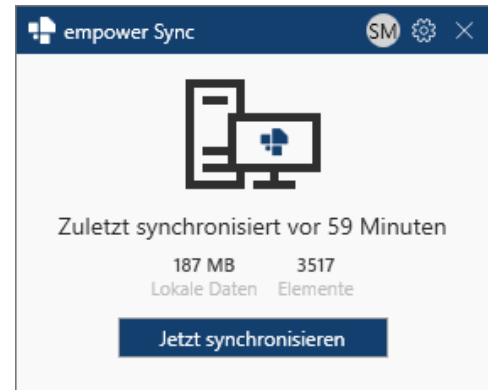 empower Sync SM
Zuletzt synchronisiert vor 59 Minuten
187 MB 3517
Lokale Daten Elemente
Jetzt synchronisieren